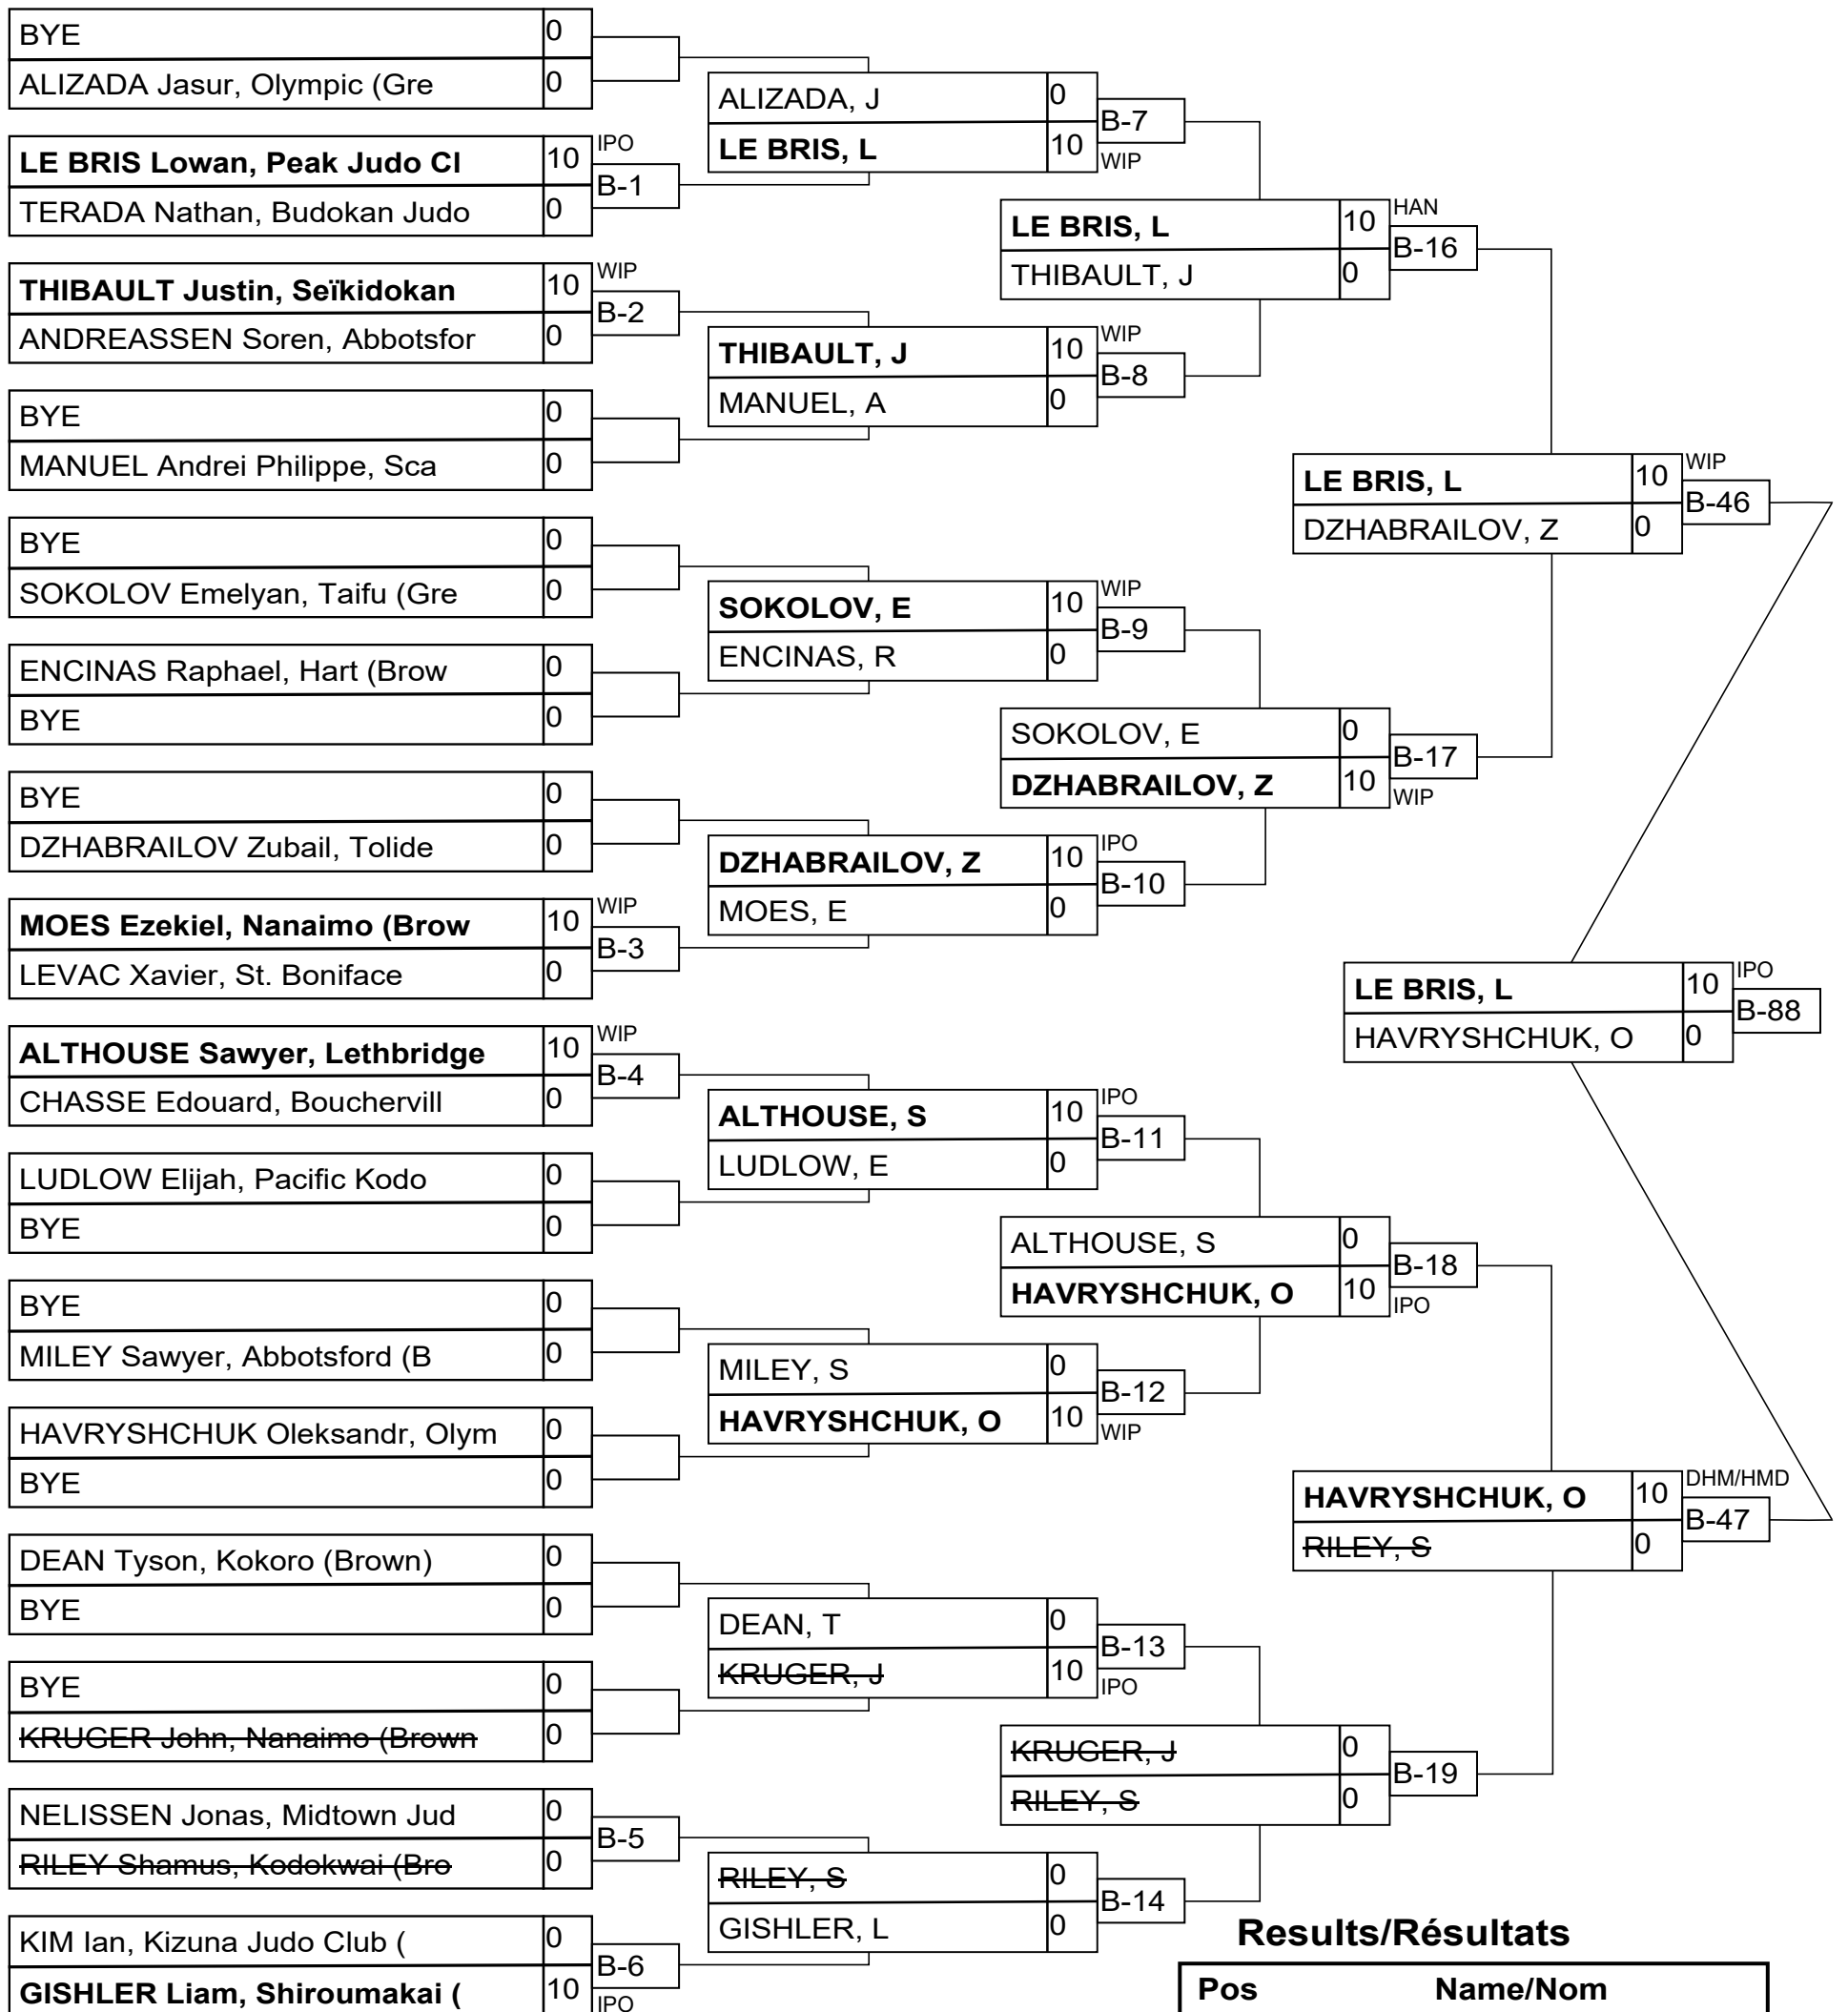 BYE 0
ALIZADA Jasur, Olympic (Gre 0
LE BRIS Lowan, Peak Judo Cl 10 IPO
B-1
TERADA Nathan, Budokan Judo 0
THIBAULT Justin, Seïkidokan 10 WIP
B-2
ANDREASSEN Soren, Abbotsfor 0
BYE 0
MANUEL Andrei Philippe, Sca 0
BYE 0
SOKOLOV Emelyan, Taifu (Gre 0
ENCINAS Raphael, Hart (Brow 0
BYE 0
BYE 0
DZHABRAILOV Zubail, Tolide 0
MOES Ezekiel, Nanaimo (Brow 10 WIP
B-3
LEVAC Xavier, St. Boniface 0
ALTHOUSE Sawyer, Lethbridge 10 WIP
B-4
CHASSE Edouard, Bouchervill 0
LUDLOW Elijah, Pacific Kodo 0
BYE 0
BYE 0
MILEY Sawyer, Abbotsford (B 0
HAVRYSHCHUK Oleksandr, Olym 0
BYE 0
DEAN Tyson, Kokoro (Brown) 0
BYE 0
BYE 0
KRUGER John, Nanaimo (Brown 0
NELISSEN Jonas, Midtown Jud 0
B-5
RILEY Shamus, Kodokwai (Bro 0
KIM Ian, Kizuna Judo Club ( 0
B-6
GISHLER Liam, Shiroumakai ( 10 IPO
ALIZADA, J 0
B-7
LE BRIS, L 10 WIP
THIBAULT, J 10 WIP
B-8
MANUEL, A 0
SOKOLOV, E 10 WIP
B-9
ENCINAS, R 0
DZHABRAILOV, Z 10 IPO
B-10
MOES, E 0
ALTHOUSE, S 10 IPO
B-11
LUDLOW, E 0
MILEY, S 0
B-12
HAVRYSHCHUK, O 10 WIP
DEAN, T 0
B-13
KRUGER, J 10 IPO
RILEY, S 0
B-14
GISHLER, L 0
LE BRIS, L 10 HAN
B-16
THIBAULT, J 0
SOKOLOV, E 0
B-17
DZHABRAILOV, Z 10 WIP
ALTHOUSE, S 0
B-18
HAVRYSHCHUK, O 10 IPO
KRUGER, J 0
B-19
RILEY, S 0
LE BRIS, L 10 WIP
B-46
DZHABRAILOV, Z 0
HAVRYSHCHUK, O 10 DHM/HMD
B-47
RILEY, S 0
LE BRIS, L 10 IPO
B-88
HAVRYSHCHUK, O 0
Results/Résultats
Pos Name/Nom